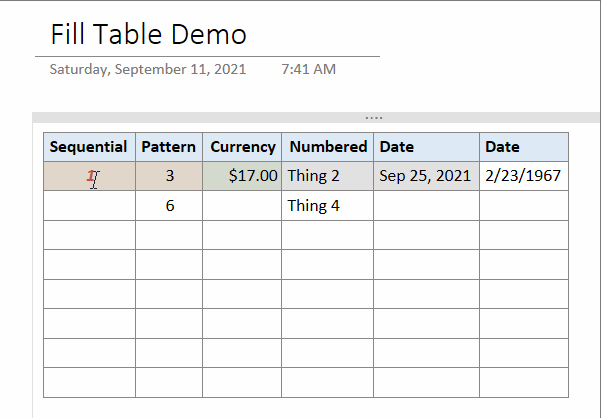 Fill Table Demo
Saturday, September 11, 2021 7:41 AM
Sequential Pattern Currency Numbered Date Date
1 3 $17.00 Thing 2 Sep 25, 2021 2/23/1967
6 Thing 4